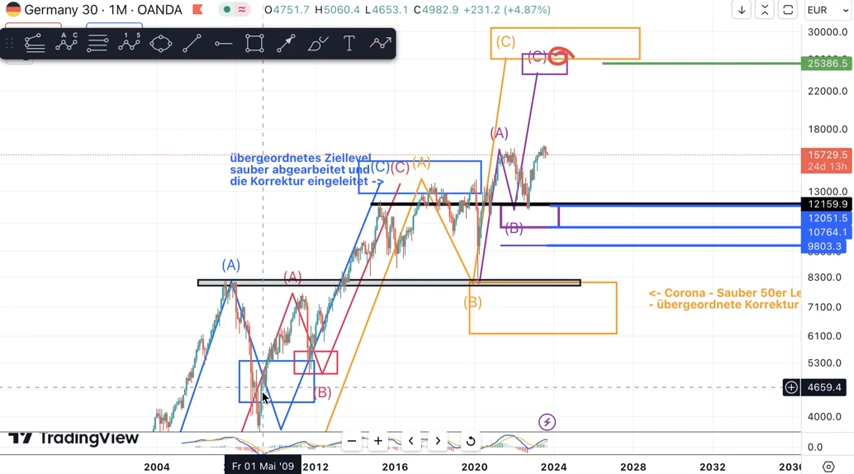 Germany 30 · 1M · OANDA
O4751.7 H5060.4 L4653.1 C4982.9 +231.2 (+4.87%)
EUR
30000.0
(C)
(C)
25386.5
22000.0
18000.0
(A)
übergeordnetes Ziellevel
sauber abgearbeitet und
die Korrektur eingeleitet ->
(C)
(C)
(A)
15729.5
24d 13h
13000.0
12159.9
12051.5
10764.1
(B)
9803.3
(A)
(A)
8300.0
<- Corona - Sauber 50er Le
- übergeordnete Korrektur
(B)
7100.0
6100.0
5300.0
(B)
4659.4
4000.0
TradingView
0.0
2004
Fr 01 Mai '09
2012
2016
2020
2024
2028
2032